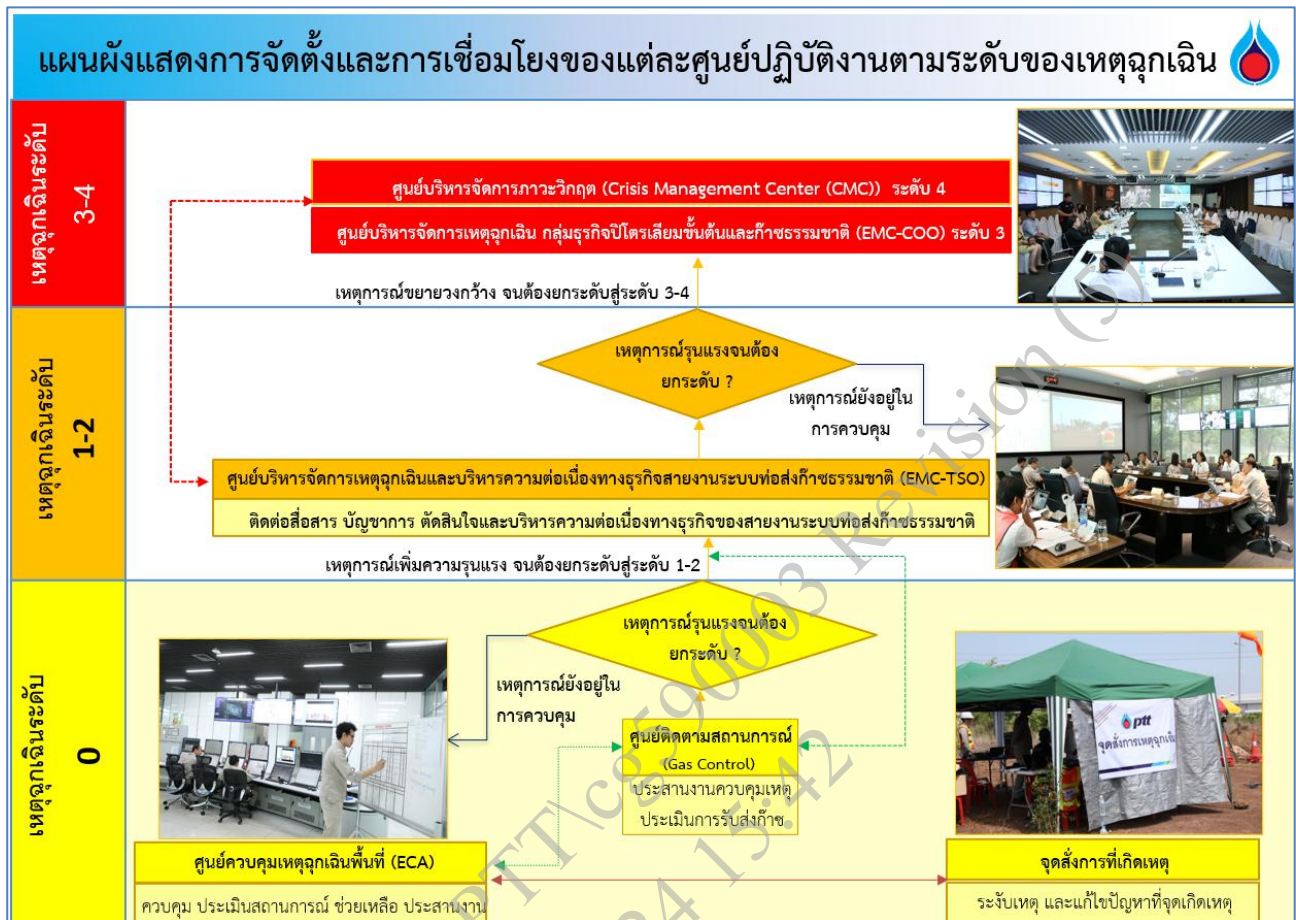 แผนผังแสดงการจัดตั้งและการเชื่อมโยงของแต่ละศูนย์ปฏิบัติงานตามระดับของเหตุฉุกเฉิน
เหตุฉุกเฉินระดับ
3-4
ศูนย์บริหารจัดการภาวะวิกฤต (Crisis Management Center (CMC)) ระดับ 4
ศูนย์บริหารจัดการเหตุฉุกเฉิน กลุ่มธุรกิจปิโตรเลียมขั้นต้นและก๊าซธรรมชาติ (EMC-COO) ระดับ 3
เหตุการณ์ขยายวงกว้าง จนต้องยกระดับสู่ระดับ 3-4
เหตุฉุกเฉินระดับ
1-2
เหตุการณ์รุนแรงจนต้อง
ยกระดับ ?
เหตุการณ์ยังอยู่ใน
การควบคุม
ศูนย์บริหารจัดการเหตุฉุกเฉินและบริหารความต่อเนื่องทางธุรกิจสายงานระบบท่อส่งก๊าซธรรมชาติ (EMC-TSO)
ติดต่อสื่อสาร บัญชาการ ตัดสินใจและบริหารความต่อเนื่องทางธุรกิจของสายงานระบบท่อส่งก๊าซธรรมชาติ
เหตุการณ์เพิ่มความรุนแรง จนต้องยกระดับสู่ระดับ 1-2
เหตุฉุกเฉินระดับ
0
เหตุการณ์รุนแรงจนต้อง
ยกระดับ ?
เหตุการณ์ยังอยู่ใน
การควบคุม
ศูนย์ติดตามสถานการณ์
(Gas Control)
ประสานงานควบคุมเหตุ
ประเมินการรับส่งก๊าซ
ptt
จุดสั่งการเหตุฉุกเฉิน
ศูนย์ควบคุมเหตุฉุกเฉินพื้นที่ (ECA)
ควบคุม ประเมินสถานการณ์ ช่วยเหลือ ประสานงาน
จุดสั่งการที่เกิดเหตุ
ระงับเหตุ และแก้ไขปัญหาที่จุดเกิดเหตุ
PTT\cg590003 Revision (5)
24 15:42